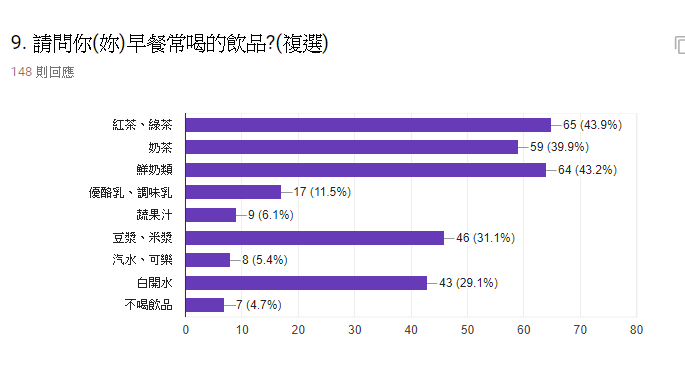 9. 請問你(妳)早餐常喝的飲品?(複選)
148 則回應
紅茶、綠茶 65 (43.9%)
奶茶 59 (39.9%)
鮮奶類 64 (43.2%)
優酪乳、調味乳 17 (11.5%)
蔬果汁 9 (6.1%)
豆漿、米漿 46 (31.1%)
汽水、可樂 8 (5.4%)
白開水 43 (29.1%)
不喝飲品 7 (4.7%)
0 10 20 30 40 50 60 70 80